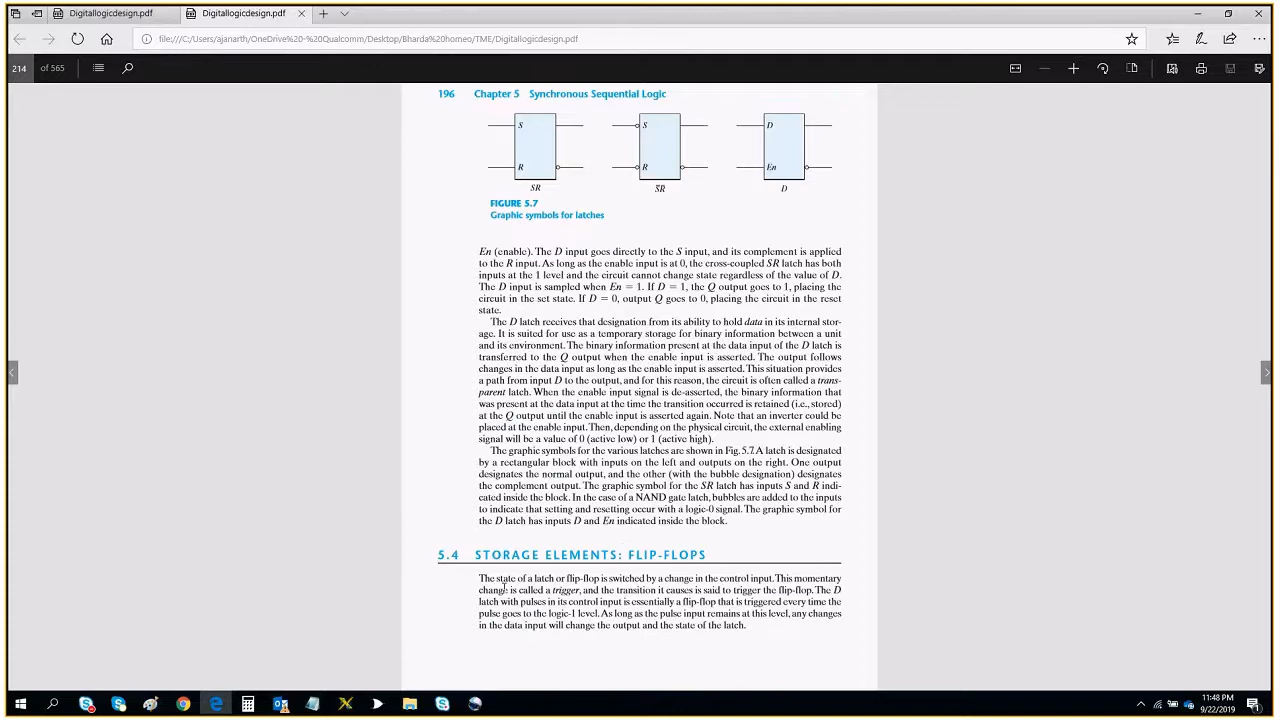 Digitallogicdesign.pdf
Digitallogicdesign.pdf
file:///C:/Users/ajanarth/OneDrive%20-%20Qualcomm/Desktop/Bharda%20homeo/TME/Digitallogicdesign.pdf
214 of 565
196 Chapter 5 Synchronous Sequential Logic
S S D
R R En
SR S̅R̅ D
FIGURE 5.7
Graphic symbols for latches
En (enable). The D input goes directly to the S input, and its complement is applied
to the R input. As long as the enable input is at 0, the cross-coupled SR latch has both
inputs at the 1 level and the circuit cannot change state regardless of the value of D.
The D input is sampled when En = 1. If D = 1, the Q output goes to 1, placing the
circuit in the set state. If D = 0, output Q goes to 0, placing the circuit in the reset
state.
The D latch receives that designation from its ability to hold data in its internal stor-
age. It is suited for use as a temporary storage for binary information between a unit
and its environment. The binary information present at the data input of the D latch is
transferred to the Q output when the enable input is asserted. The output follows
changes in the data input as long as the enable input is asserted. This situation provides
a path from input D to the output, and for this reason, the circuit is often called a trans-
parent latch. When the enable input signal is de-asserted, the binary information that
was present at the data input at the time the transition occurred is retained (i.e., stored)
at the Q output until the enable input is asserted again. Note that an inverter could be
placed at the enable input. Then, depending on the physical circuit, the external enabling
signal will be a value of 0 (active low) or 1 (active high).
The graphic symbols for the various latches are shown in Fig. 5.7. A latch is designated
by a rectangular block with inputs on the left and outputs on the right. One output
designates the normal output, and the other (with the bubble designation) designates
the complement output. The graphic symbol for the SR latch has inputs S and R indi-
cated inside the block. In the case of a NAND gate latch, bubbles are added to the inputs
to indicate that setting and resetting occur with a logic-0 signal. The graphic symbol for
the D latch has inputs D and En indicated inside the block.
5.4 STORAGE ELEMENTS: FLIP-FLOPS
The state of a latch or flip-flop is switched by a change in the control input. This momentary
change is called a trigger, and the transition it causes is said to trigger the flip-flop. The D
latch with pulses in its control input is essentially a flip-flop that is triggered every time the
pulse goes to the logic-1 level. As long as the pulse input remains at this level, any changes
in the data input will change the output and the state of the latch.
11:48 PM
9/22/2019